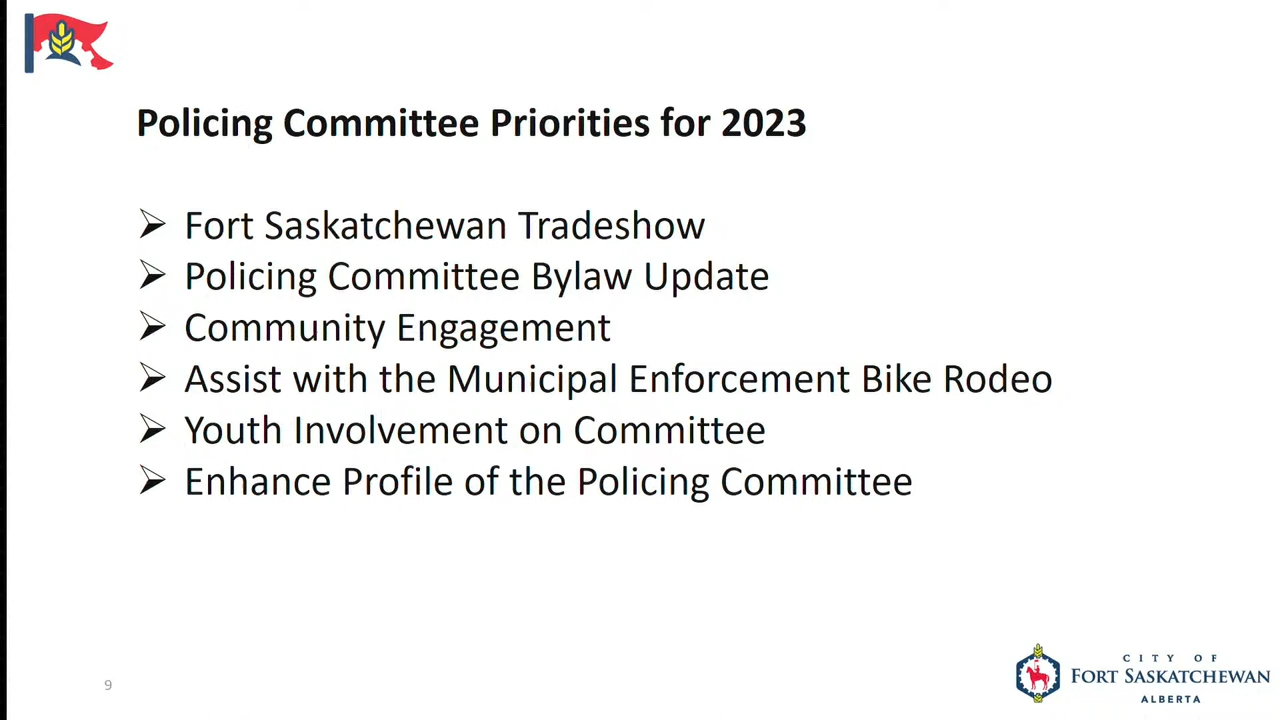 Policing Committee Priorities for 2023
➢ Fort Saskatchewan Tradeshow
➢ Policing Committee Bylaw Update
➢ Community Engagement
➢ Assist with the Municipal Enforcement Bike Rodeo
➢ Youth Involvement on Committee
➢ Enhance Profile of the Policing Committee
9
CITY OF
FORT SASKATCHEWAN
ALBERTA